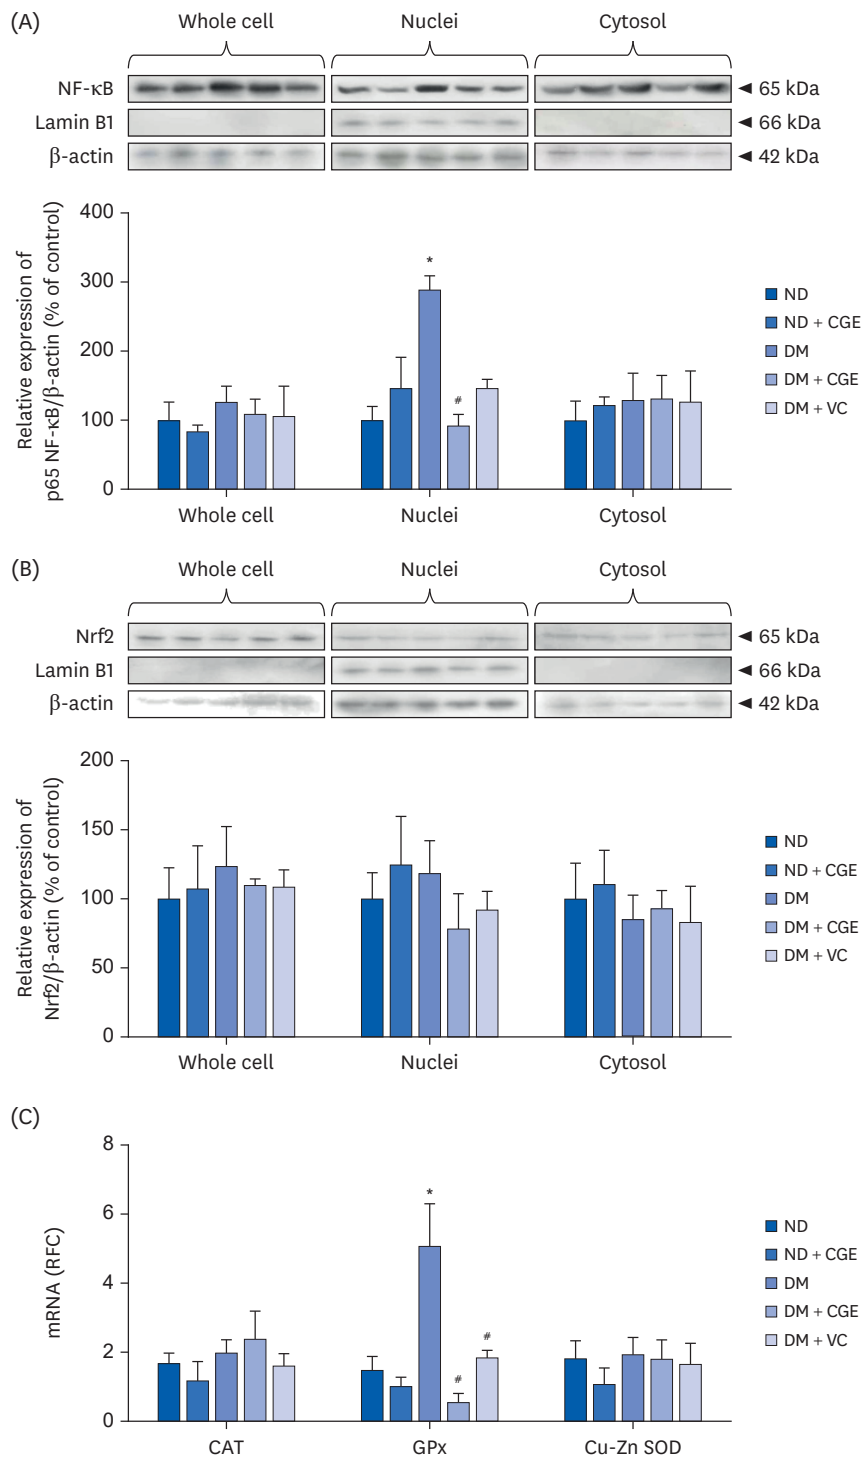 (A)
Whole cell Nuclei Cytosol
NF-κB ◄ 65 kDa
Lamin B1 ◄ 66 kDa
β-actin ◄ 42 kDa
Relative expression of
p65 NF-κB/β-actin (% of control)
400
300
200
100
0
*
#
Whole cell Nuclei Cytosol
ND
ND + CGE
DM
DM + CGE
DM + VC
(B)
Whole cell Nuclei Cytosol
Nrf2 ◄ 65 kDa
Lamin B1 ◄ 66 kDa
β-actin ◄ 42 kDa
Relative expression of
Nrf2/β-actin (% of control)
200
150
100
50
0
Whole cell Nuclei Cytosol
ND
ND + CGE
DM
DM + CGE
DM + VC
(C)
mRNA (RFC)
8
6
4
2
0
*
#
#
CAT GPx Cu-Zn SOD
ND
ND + CGE
DM
DM + CGE
DM + VC